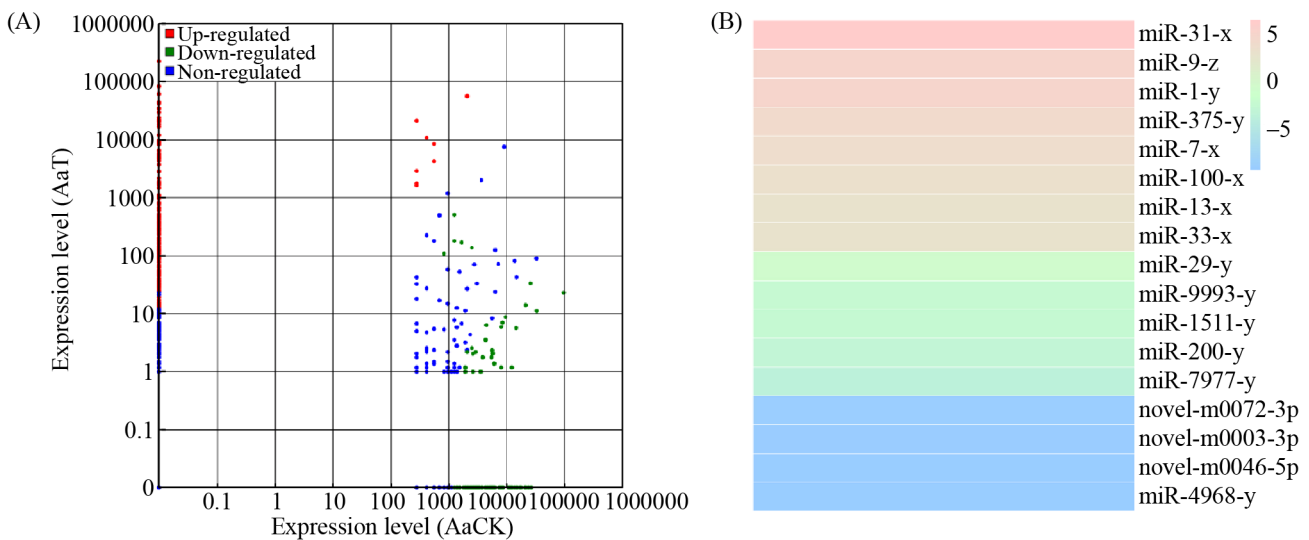 (A)
1000000
100000
10000
1000
100
10
1
0.1
0
Up-regulated
Down-regulated
Non-regulated
Expression level (AaT)
0.1
1
10
100
1000
10000
100000
1000000
Expression level (AaCK)
(B)
miR-31-x
miR-9-z
miR-1-y
miR-375-y
miR-7-x
miR-100-x
miR-13-x
miR-33-x
miR-29-y
miR-9993-y
miR-1511-y
miR-200-y
miR-7977-y
novel-m0072-3p
novel-m0003-3p
novel-m0046-5p
miR-4968-y
5
0
−5